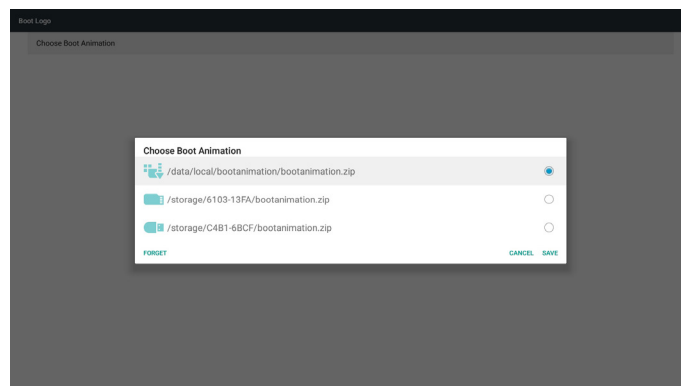 Boot Logo
Choose Boot Animation
Choose Boot Animation
/data/local/bootanimation/bootanimation.zip
/storage/6103-13FA/bootanimation.zip
/storage/C4B1-6BCF/bootanimation.zip
FORGET CANCEL SAVE